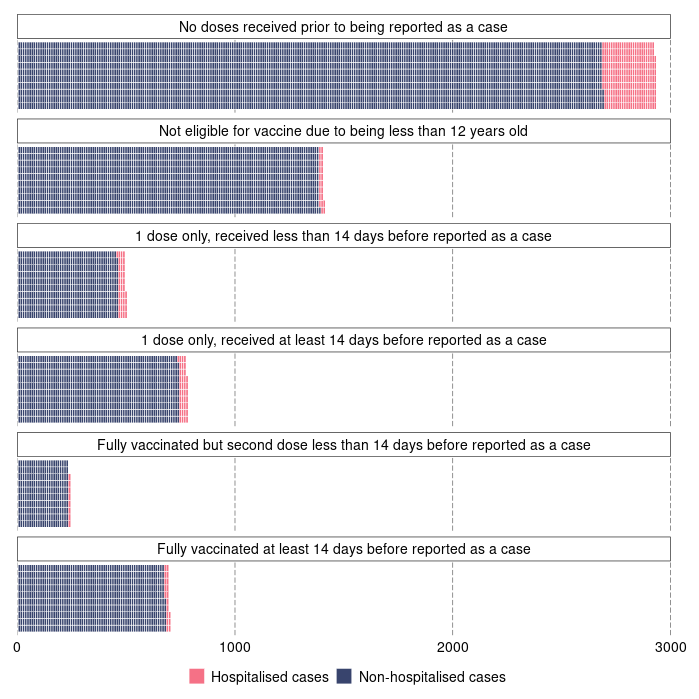 No doses received prior to being reported as a case
Not eligible for vaccine due to being less than 12 years old
1 dose only, received less than 14 days before reported as a case
1 dose only, received at least 14 days before reported as a case
Fully vaccinated but second dose less than 14 days before reported as a case
Fully vaccinated at least 14 days before reported as a case
0 1000 2000 3000
Hospitalised cases Non-hospitalised cases